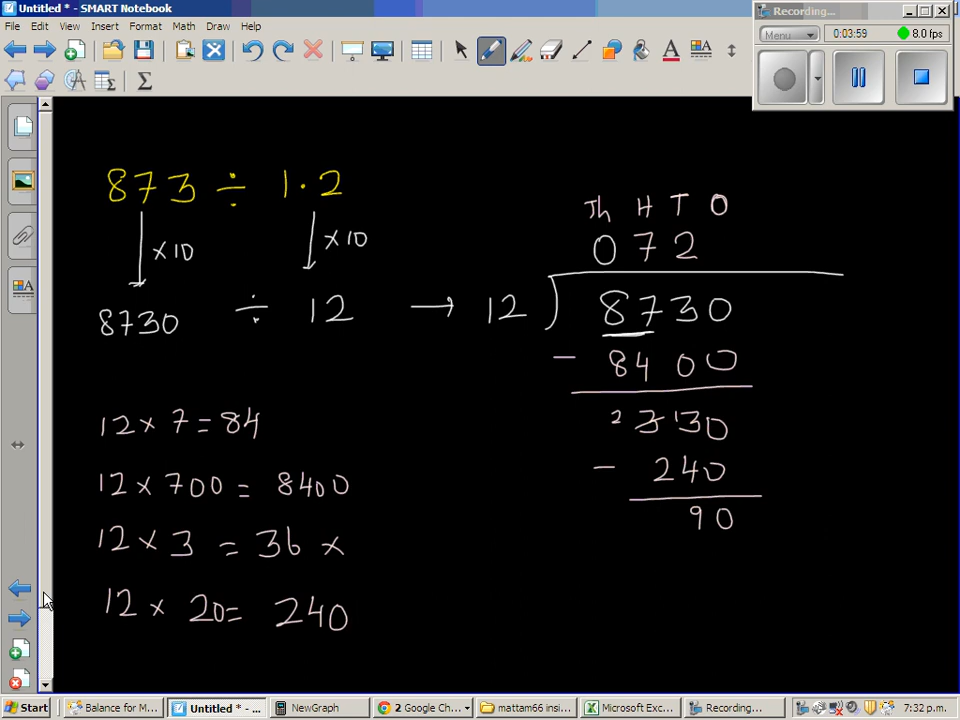 Untitled * - SMART Notebook
File Edit View Insert Format Math Draw Help
Recording...
Menu 0:03:59 8.0 fps
873 ÷ 1.2
×10 ×10
8730 ÷ 12 → 12
Th H T O
0 7 2
8730
- 8400
2 3 130
- 240
90
12 × 7 = 84
12 × 700 = 8400
12 × 3 = 36 ×
12 × 20 = 240
Start Balance for M... Untitled * - ... NewGraph 2 Google Ch... mattam66 insi... Microsoft Exc... Recording... 7:32 p.m.